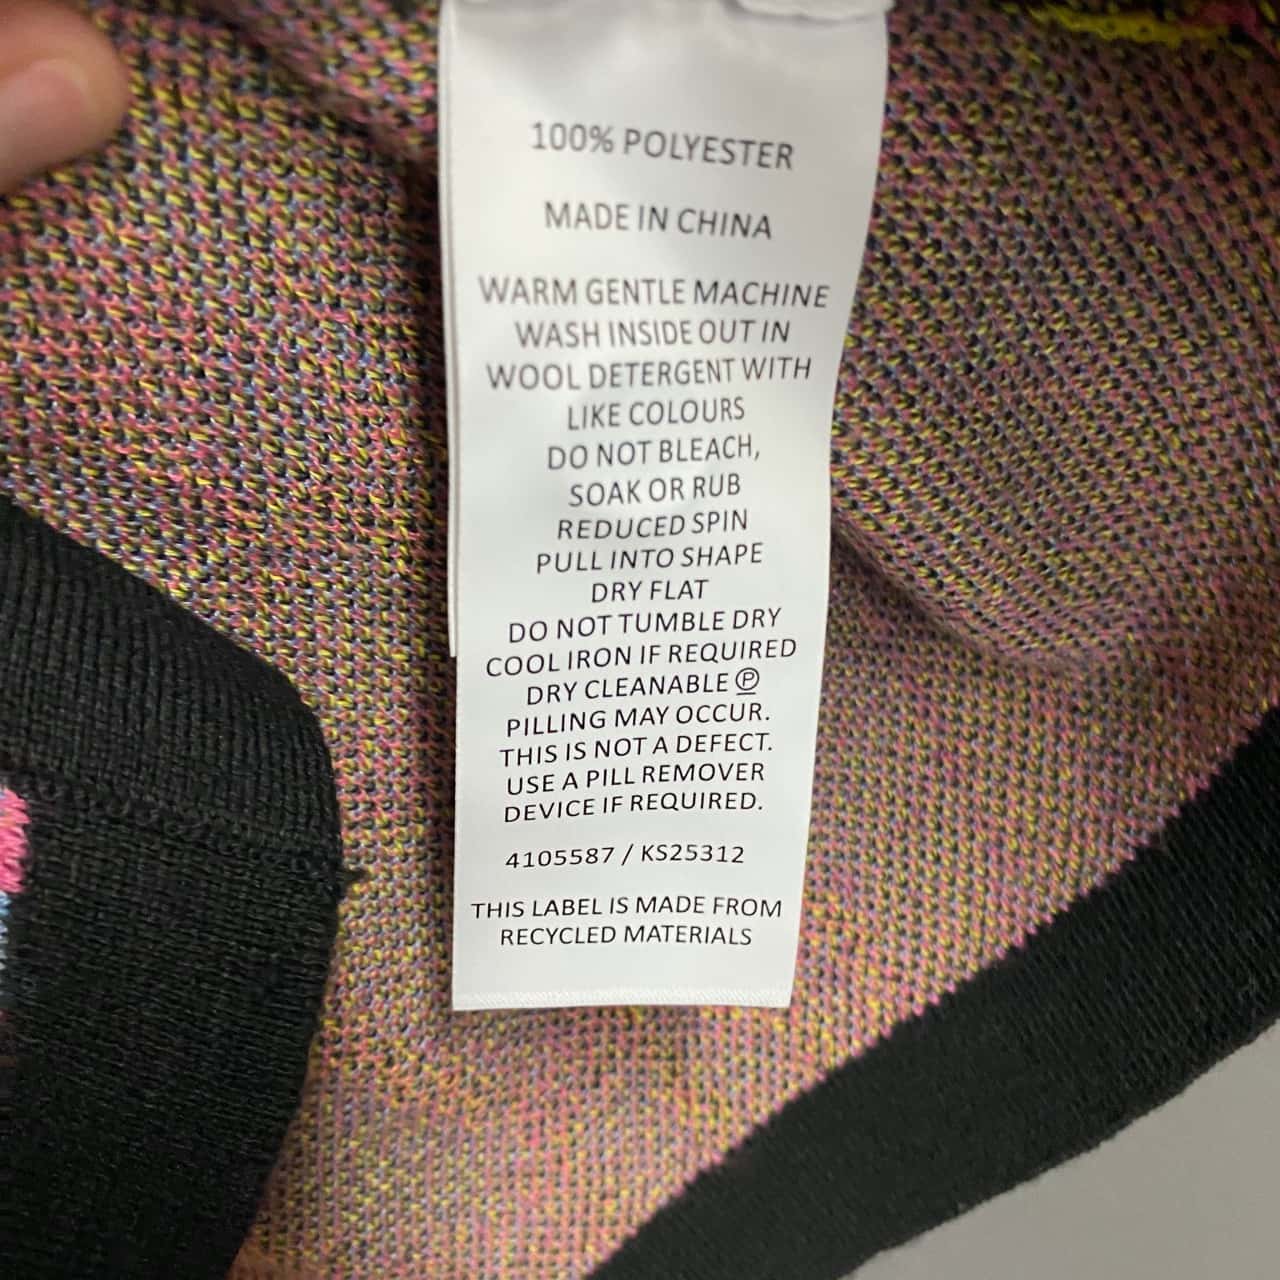 100% POLYESTER
MADE IN CHINA
WARM GENTLE MACHINE
WASH INSIDE OUT IN
WOOL DETERGENT WITH
LIKE COLOURS
DO NOT BLEACH,
SOAK OR RUB
REDUCED SPIN
PULL INTO SHAPE
DRY FLAT
DO NOT TUMBLE DRY
COOL IRON IF REQUIRED
DRY CLEANABLE Ⓟ
PILLING MAY OCCUR.
THIS IS NOT A DEFECT.
USE A PILL REMOVER
DEVICE IF REQUIRED.
4105587 / KS25312
THIS LABEL IS MADE FROM
RECYCLED MATERIALS